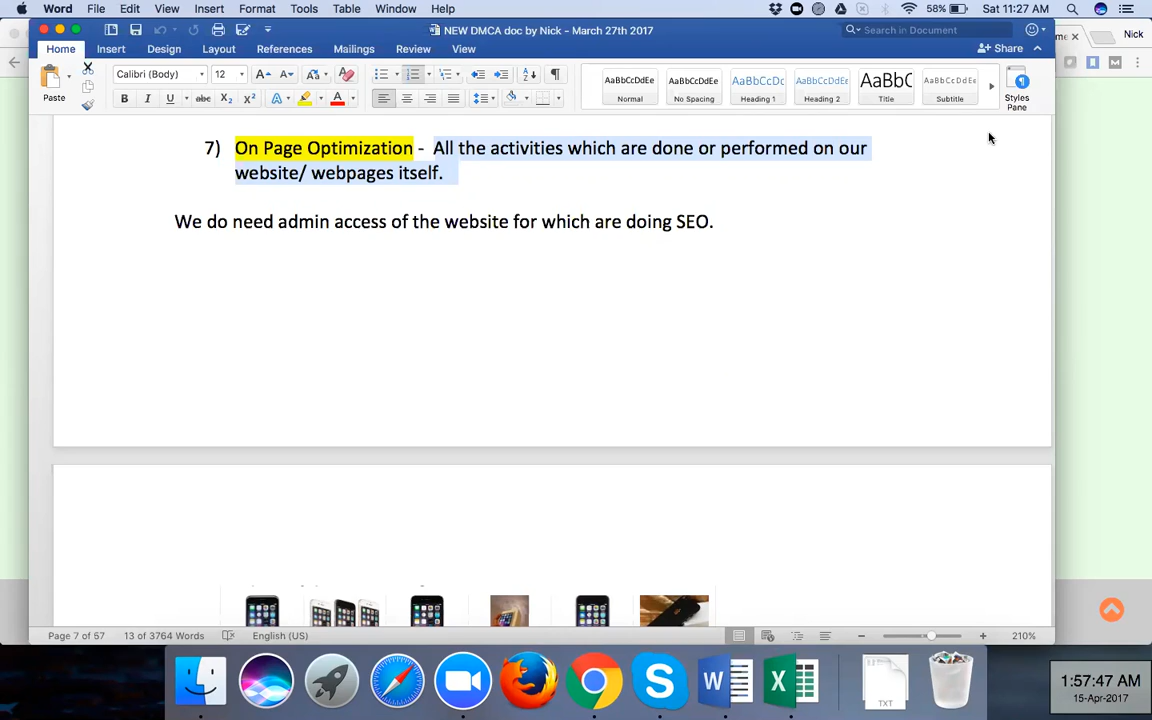 Word File Edit View Insert Format Tools Table Window Help 58% Sat 11:27 AM
NEW DMCA doc by Nick - March 27th 2017 Search in Document
Nick
Home Insert Design Layout References Mailings Review View Share
Calibri (Body) 12
Paste
AaBbCcDdEe AaBbCcDdEe AaBbCcDc AaBbCcDdEe AaBbC AaBbCcDdEe
Normal No Spacing Heading 1 Heading 2 Title Subtitle Styles
Pane
7) On Page Optimization - All the activities which are done or performed on our
website/ webpages itself.
We do need admin access of the website for which are doing SEO.
Page 7 of 57 13 of 3764 Words English (US) 210%
TXT
1:57:47 AM
15-Apr-2017